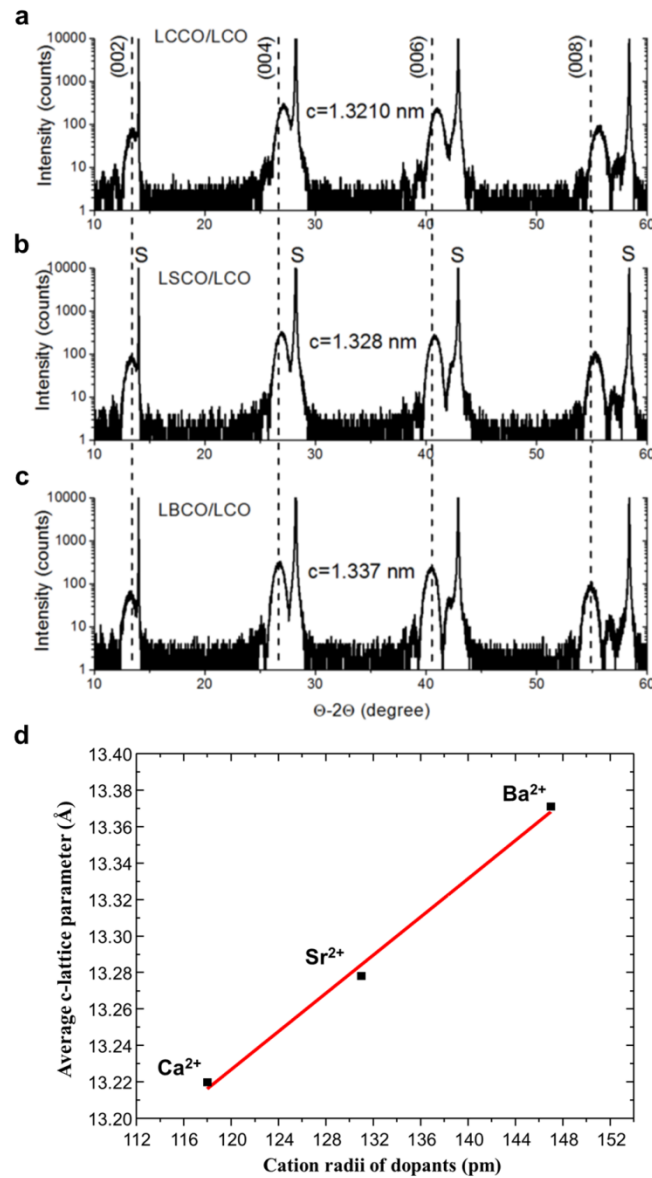 a
LCCO/LCO
(002)
(004)
(006)
(008)
c=1.3210 nm
Intensity (counts)
10000
1000
100
10
1
10 20 30 40 50 60
b
S S S S
LSCO/LCO
c=1.328 nm
Intensity (counts)
10000
1000
100
10
1
10 20 30 40 50 60
c
LBCO/LCO
c=1.337 nm
Intensity (counts)
10000
1000
100
10
1
10 20 30 40 50 60
Θ-2Θ (degree)
d
13.40
13.38
13.36
13.34
13.32
13.30
13.28
13.26
13.24
13.22
13.20
Ba²⁺
Sr²⁺
Ca²⁺
Average c-lattice parameter (Å)
112 116 120 124 128 132 136 140 144 148 152
Cation radii of dopants (pm)